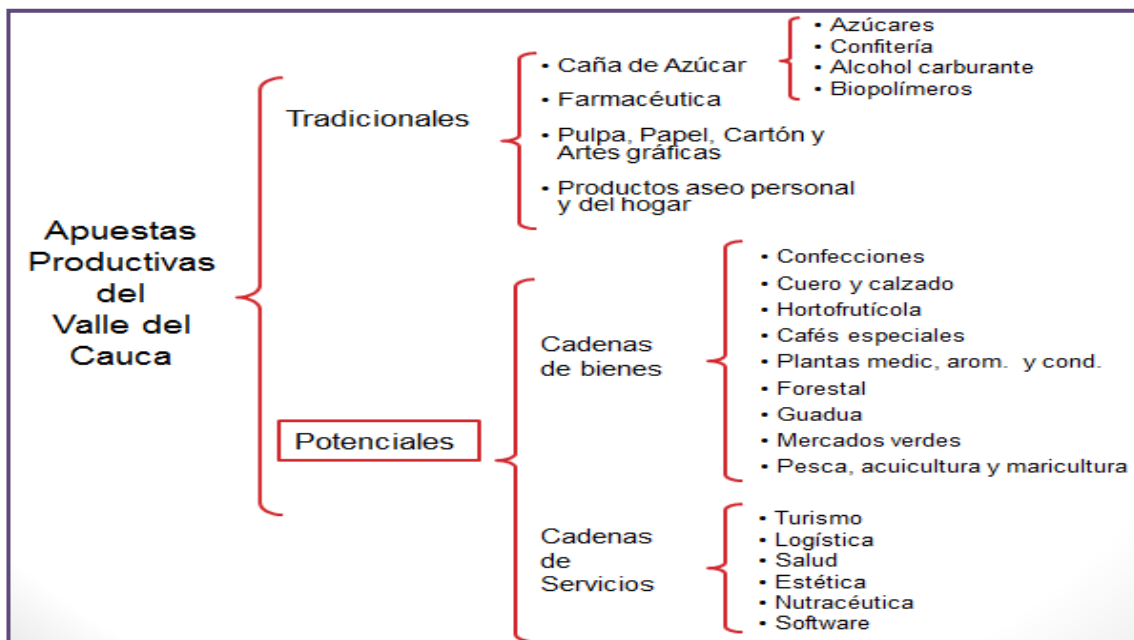 Apuestas
Productivas
del
Valle del
Cauca
Tradicionales
• Caña de Azúcar
• Azúcares
• Confitería
• Alcohol carburante
• Biopolímeros
• Farmacéutica
• Pulpa, Papel, Cartón y
Artes gráficas
• Productos aseo personal
y del hogar
Potenciales
Cadenas
de bienes
• Confecciones
• Cuero y calzado
• Hortofrutícola
• Cafés especiales
• Plantas medic, arom. y cond.
• Forestal
• Guadua
• Mercados verdes
• Pesca, acuicultura y maricultura
Cadenas
de
Servicios
• Turismo
• Logística
• Salud
• Estética
• Nutracéutica
• Software